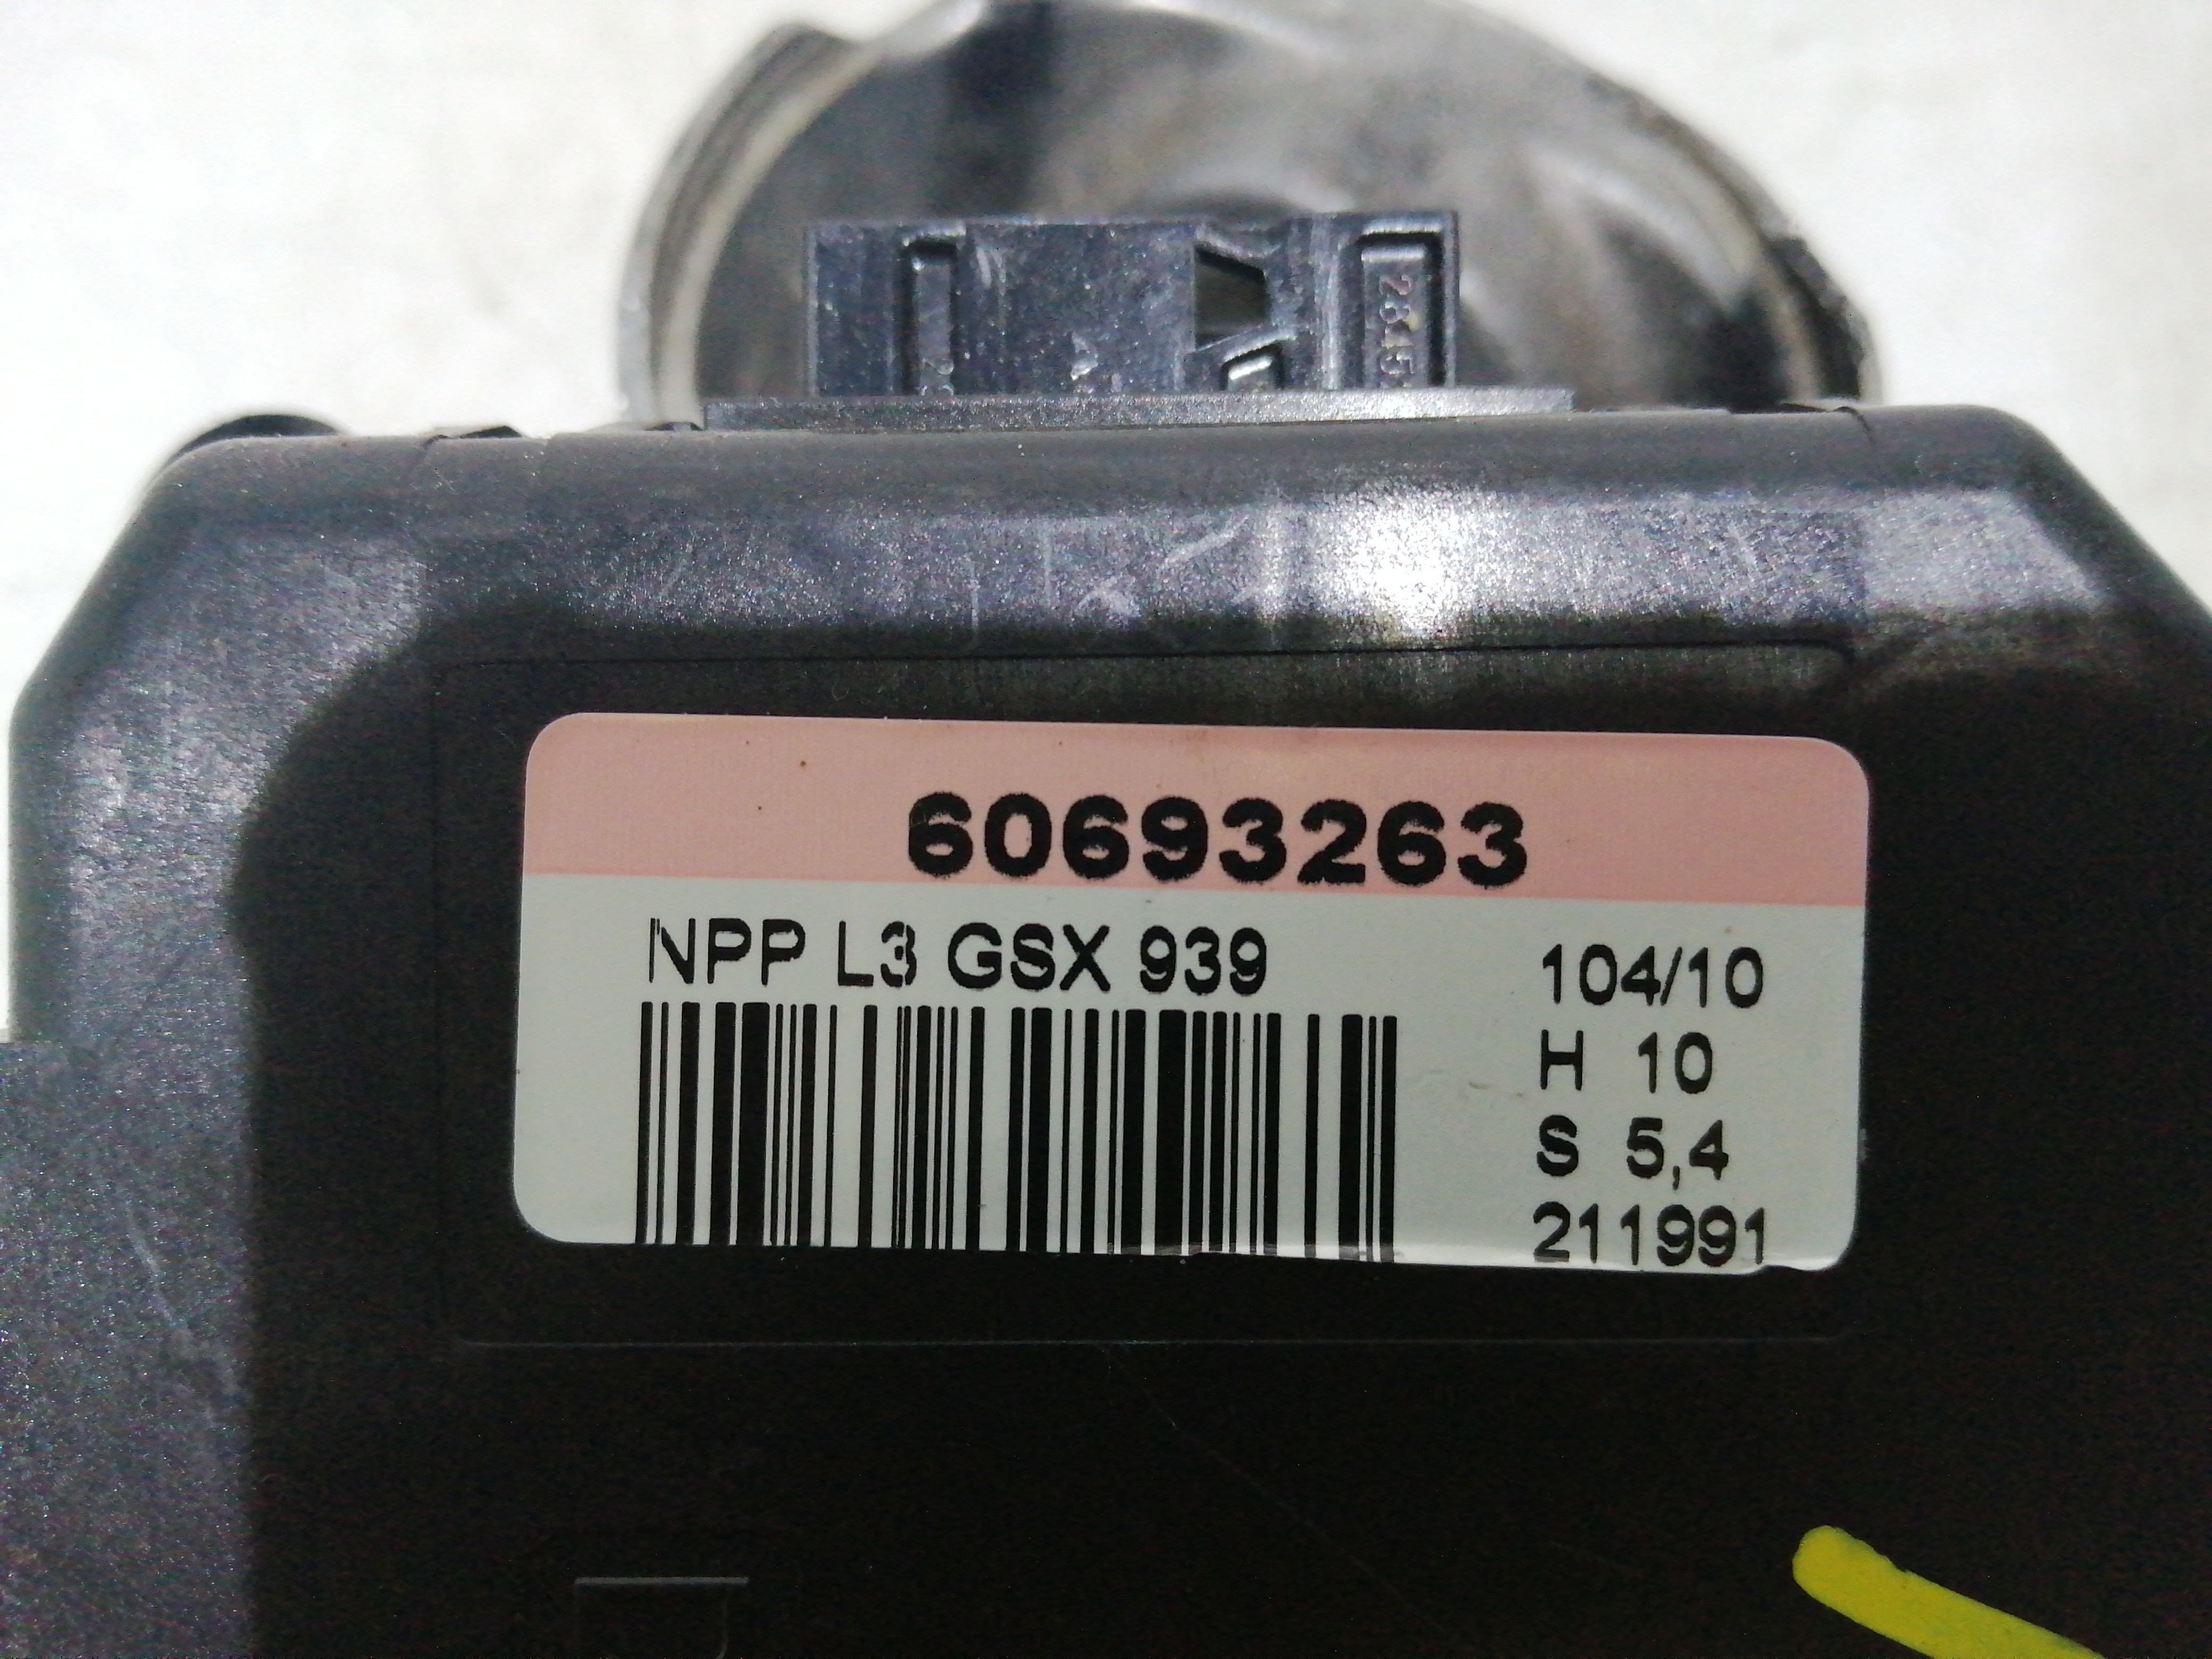 60693263
NPP L3 GSX 939
104/10
H 10
S 5,4
211991